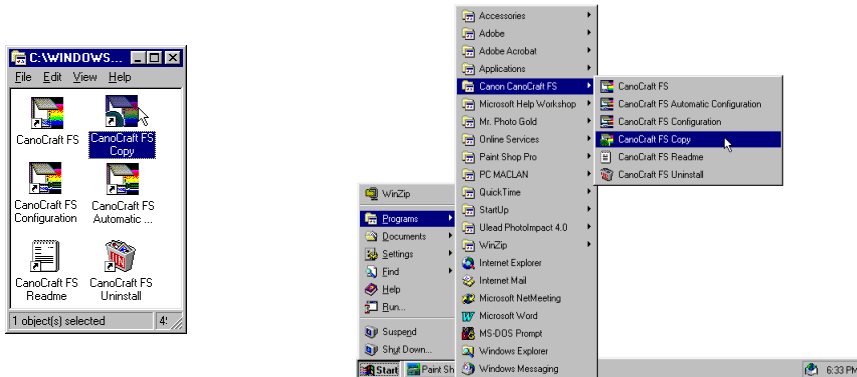 C:\WINDOWS...
File Edit View Help
CanoCraft FS
CanoCraft FS
Copy
CanoCraft FS
Configuration
CanoCraft FS
Automatic ...
CanoCraft FS
Readme
CanoCraft FS
Uninstall
1 object(s) selected
WinZip
Programs
Documents
Settings
Find
Help
Run...
Suspend
Shut Down...
Start
Paint Sh
Accessories
Adobe
Adobe Acrobat
Applications
Canon CanoCraft FS
Microsoft Help Workshop
Mr. Photo Gold
Online Services
Paint Shop Pro
PC MACLAN
QuickTime
StartUp
Ulead PhotoImpact 4.0
WinZip
Internet Explorer
Internet Mail
Microsoft NetMeeting
Microsoft Word
MS-DOS Prompt
Windows Explorer
Windows Messaging
CanoCraft FS
CanoCraft FS Automatic Configuration
CanoCraft FS Configuration
CanoCraft FS Copy
CanoCraft FS Readme
CanoCraft FS Uninstall
6:33 PM